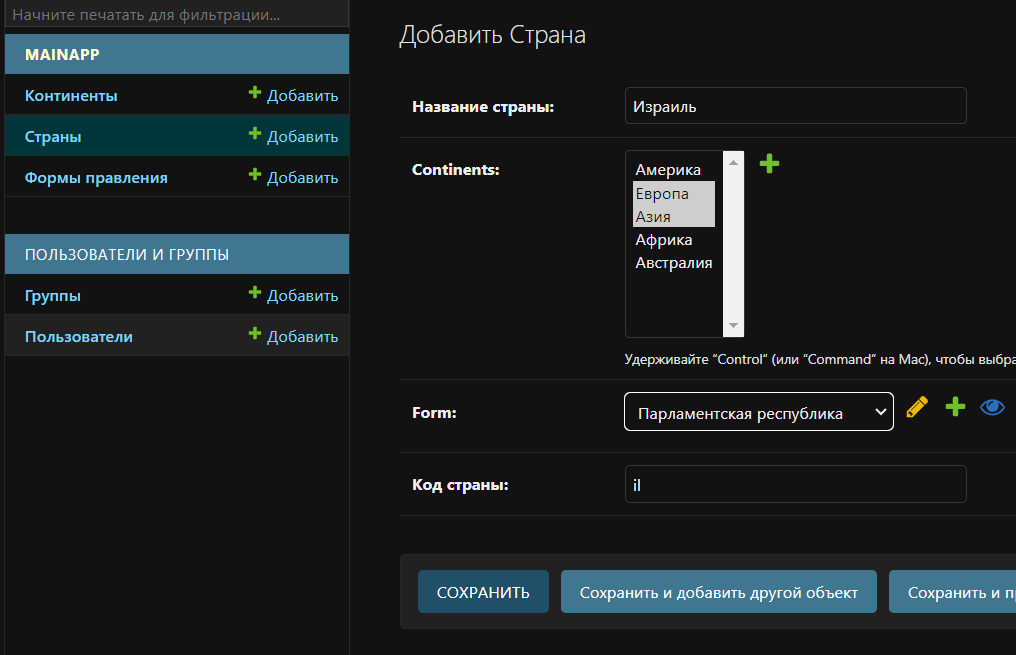 Начните печатать для фильтрации...
MAINAPP
Континенты
Добавить
Страны
Добавить
Формы правления
Добавить
ПОЛЬЗОВАТЕЛИ И ГРУППЫ
Группы
Добавить
Пользователи
Добавить
Добавить Страна
Название страны:
Израиль
Continents:
Америка
Европа
Азия
Африка
Австралия
Удерживайте “Control“ (или “Command“ на Mac), чтобы выбра
Form:
Парламентская республика
Код страны:
il
СОХРАНИТЬ
Сохранить и добавить другой объект
Сохранить и п